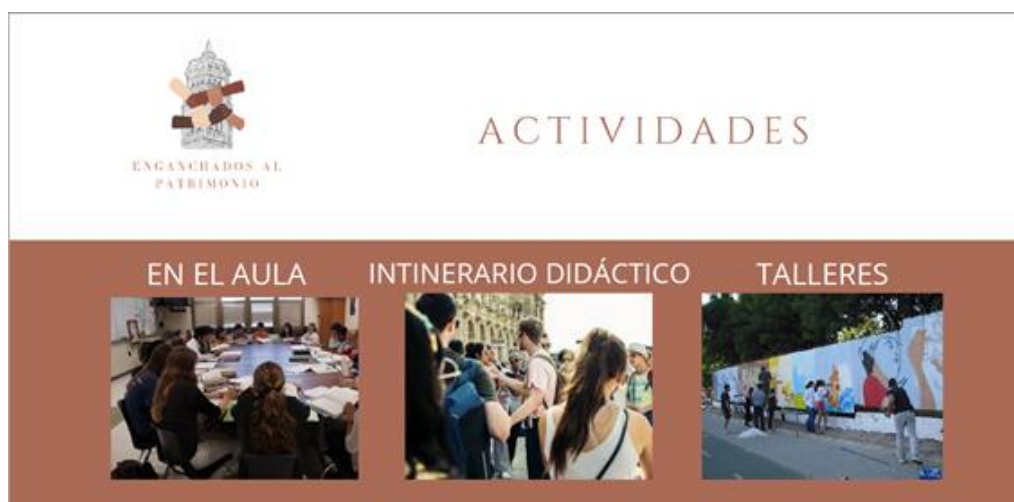 ENGANCHADOS AL
PATRIMONIO
ACTIVIDADES
EN EL AULA
INTINERARIO DIDÁCTICO
TALLERES